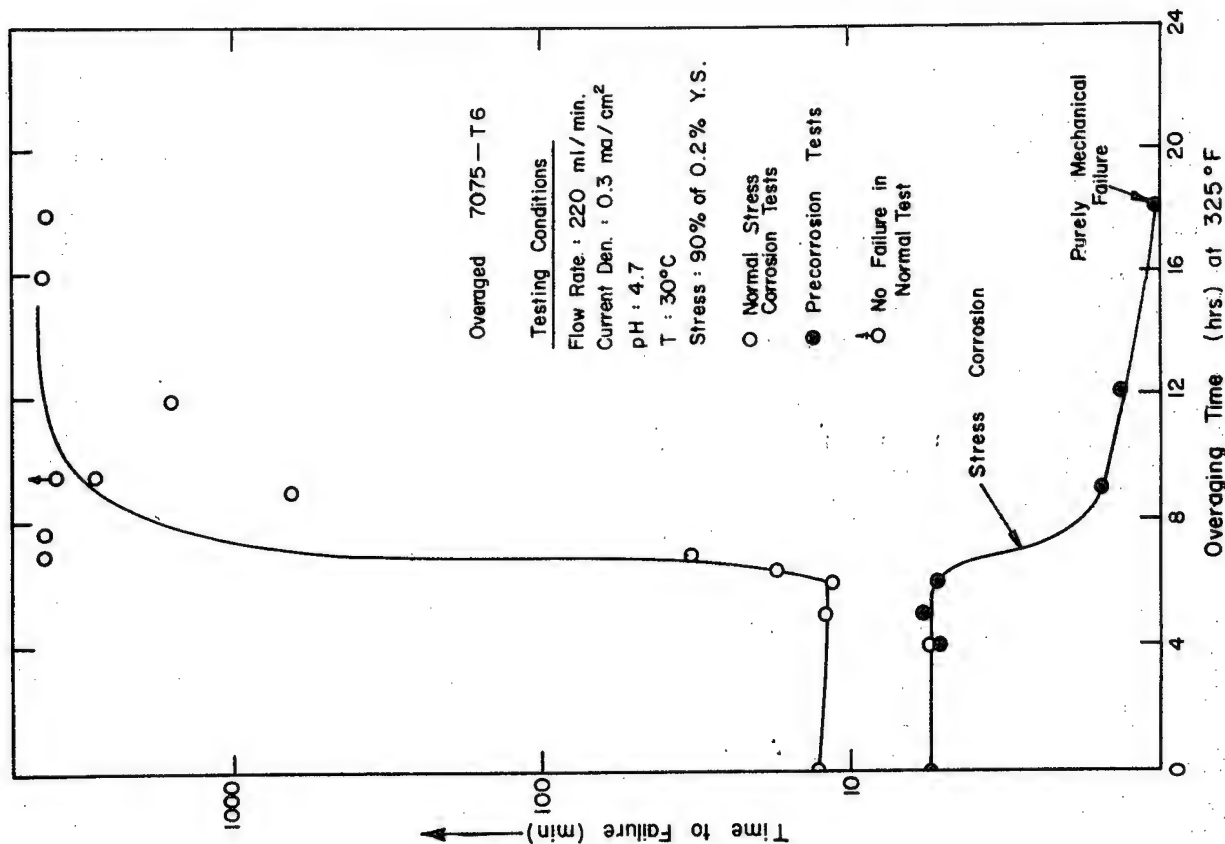 Time to Failure (min)
1000
100
10
Overaged 7075-T6
Testing Conditions
Flow Rate. : 220 ml/min.
Current Den. : 0.3 ma/cm²
pH : 4.7
T : 30°C
Stress : 90% of 0.2% Y.S.
Normal Stress
Corrosion Tests
Precorrosion Tests
No Failure in
Normal Test
Stress Corrosion
Purely Mechanical
Failure
0 4 8 12 16 20 24
Overaging Time (hrs.) at 325°F